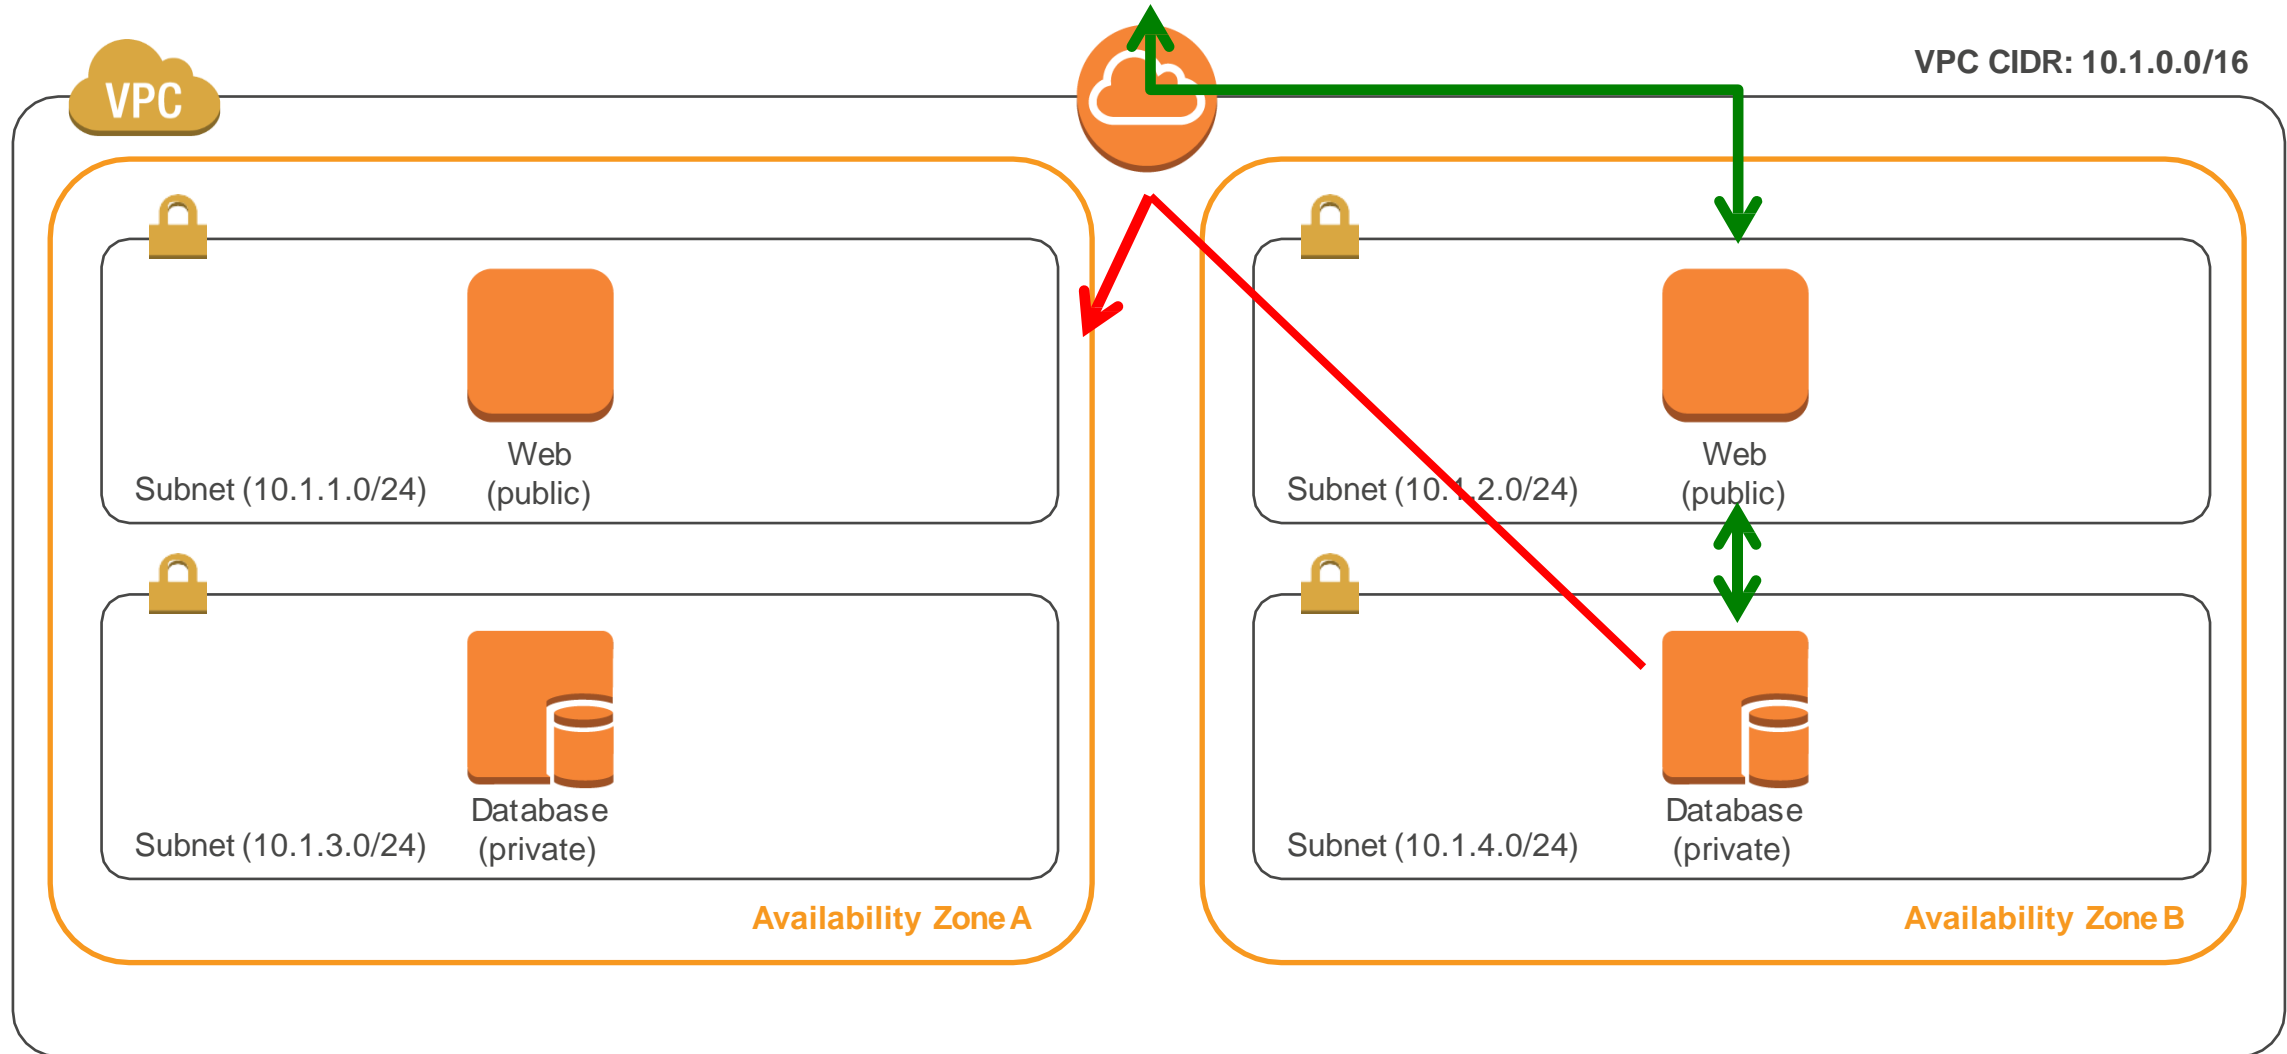 VPC CIDR: 10.1.0.0/16
VPC
Web
(public)
Subnet (10.1.1.0/24)
Web
(public)
Subnet (10.1.2.0/24)
Database
(private)
Subnet (10.1.3.0/24)
Database
(private)
Subnet (10.1.4.0/24)
Availability Zone A
Availability Zone B